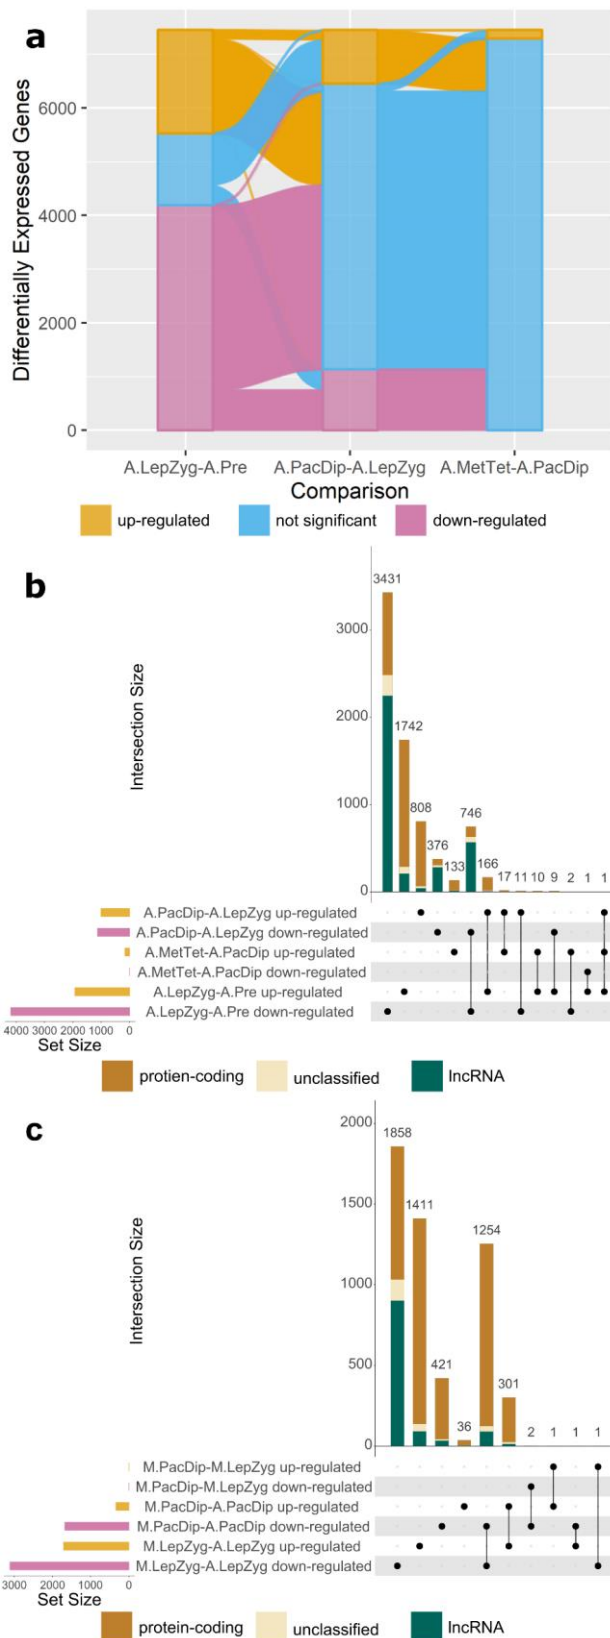 a
Differentially Expressed Genes
6000
4000
2000
0
A.LepZyg-A.Pre A.PacDip-A.LepZyg A.MetTet-A.PacDip
Comparison
up-regulated not significant down-regulated
b
Intersection Size
3431
3000
2000
1742
1000
808
746
376
133
166
17 11 10 9 2 1 1
0
A.PacDip-A.LepZyg up-regulated
A.PacDip-A.LepZyg down-regulated
A.MetTet-A.PacDip up-regulated
A.MetTet-A.PacDip down-regulated
A.LepZyg-A.Pre up-regulated
A.LepZyg-A.Pre down-regulated
4000 3000 2000 1000 0
Set Size
protien-coding unclassified lncRNA
c
Intersection Size
2000
1858
1500
1411
1254
1000
500
421
301
36
2 1 1 1
0
M.PacDip-M.LepZyg up-regulated
M.PacDip-M.LepZyg down-regulated
M.PacDip-A.PacDip up-regulated
M.PacDip-A.PacDip down-regulated
M.LepZyg-A.LepZyg up-regulated
M.LepZyg-A.LepZyg down-regulated
3000 2000 1000 0
Set Size
protein-coding unclassified lncRNA